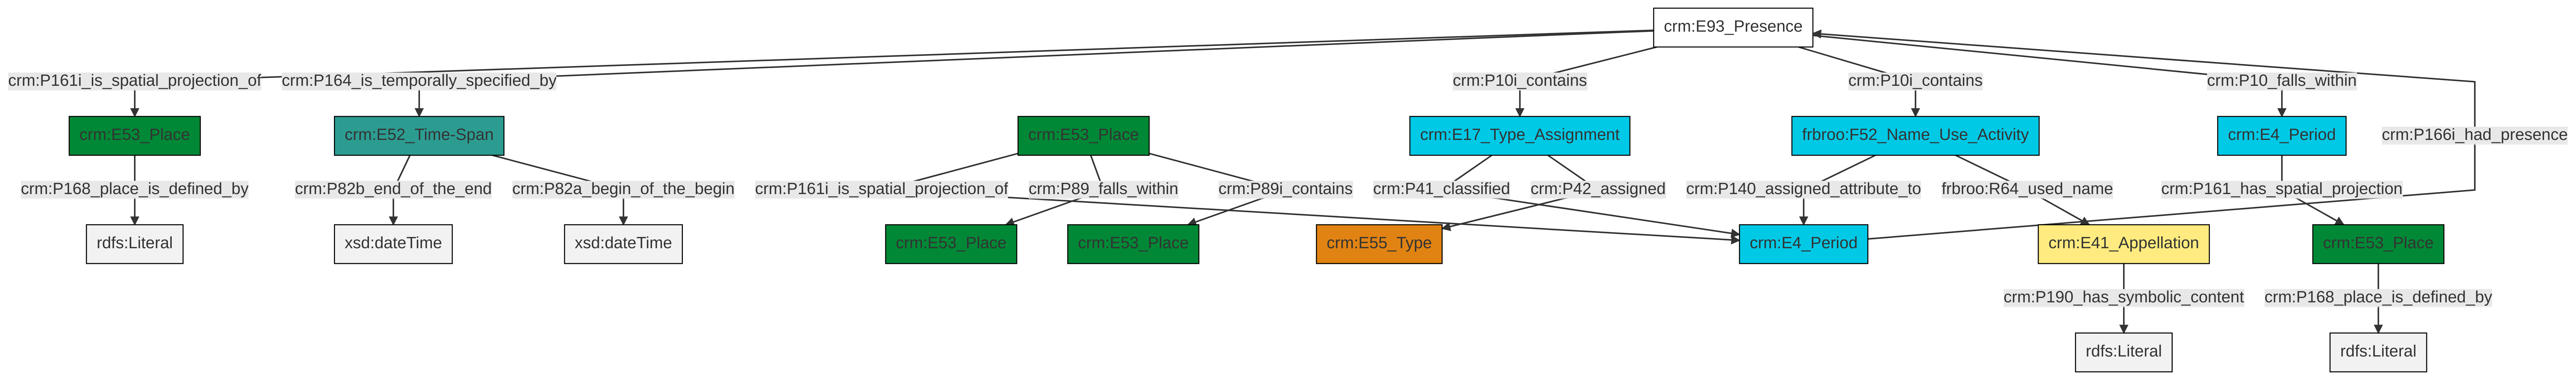 crm:E93_Presence
crm:P161i_is_spatial_projection_of
crm:P164_is_temporally_specified_by
crm:P10i_contains
crm:P10i_contains
crm:P10_falls_within
crm:E53_Place
crm:E52_Time-Span
crm:E53_Place
crm:E17_Type_Assignment
frbroo:F52_Name_Use_Activity
crm:E4_Period
crm:P166i_had_presence
crm:P168_place_is_defined_by
crm:P82b_end_of_the_end
crm:P82a_begin_of_the_begin
crm:P161i_is_spatial_projection_of
crm:P89_falls_within
crm:P89i_contains
crm:P41_classified
crm:P42_assigned
crm:P140_assigned_attribute_to
frbroo:R64_used_name
crm:P161_has_spatial_projection
rdfs:Literal
xsd:dateTime
xsd:dateTime
crm:E53_Place
crm:E53_Place
crm:E55_Type
crm:E4_Period
crm:E41_Appellation
crm:E53_Place
crm:P190_has_symbolic_content
crm:P168_place_is_defined_by
rdfs:Literal
rdfs:Literal